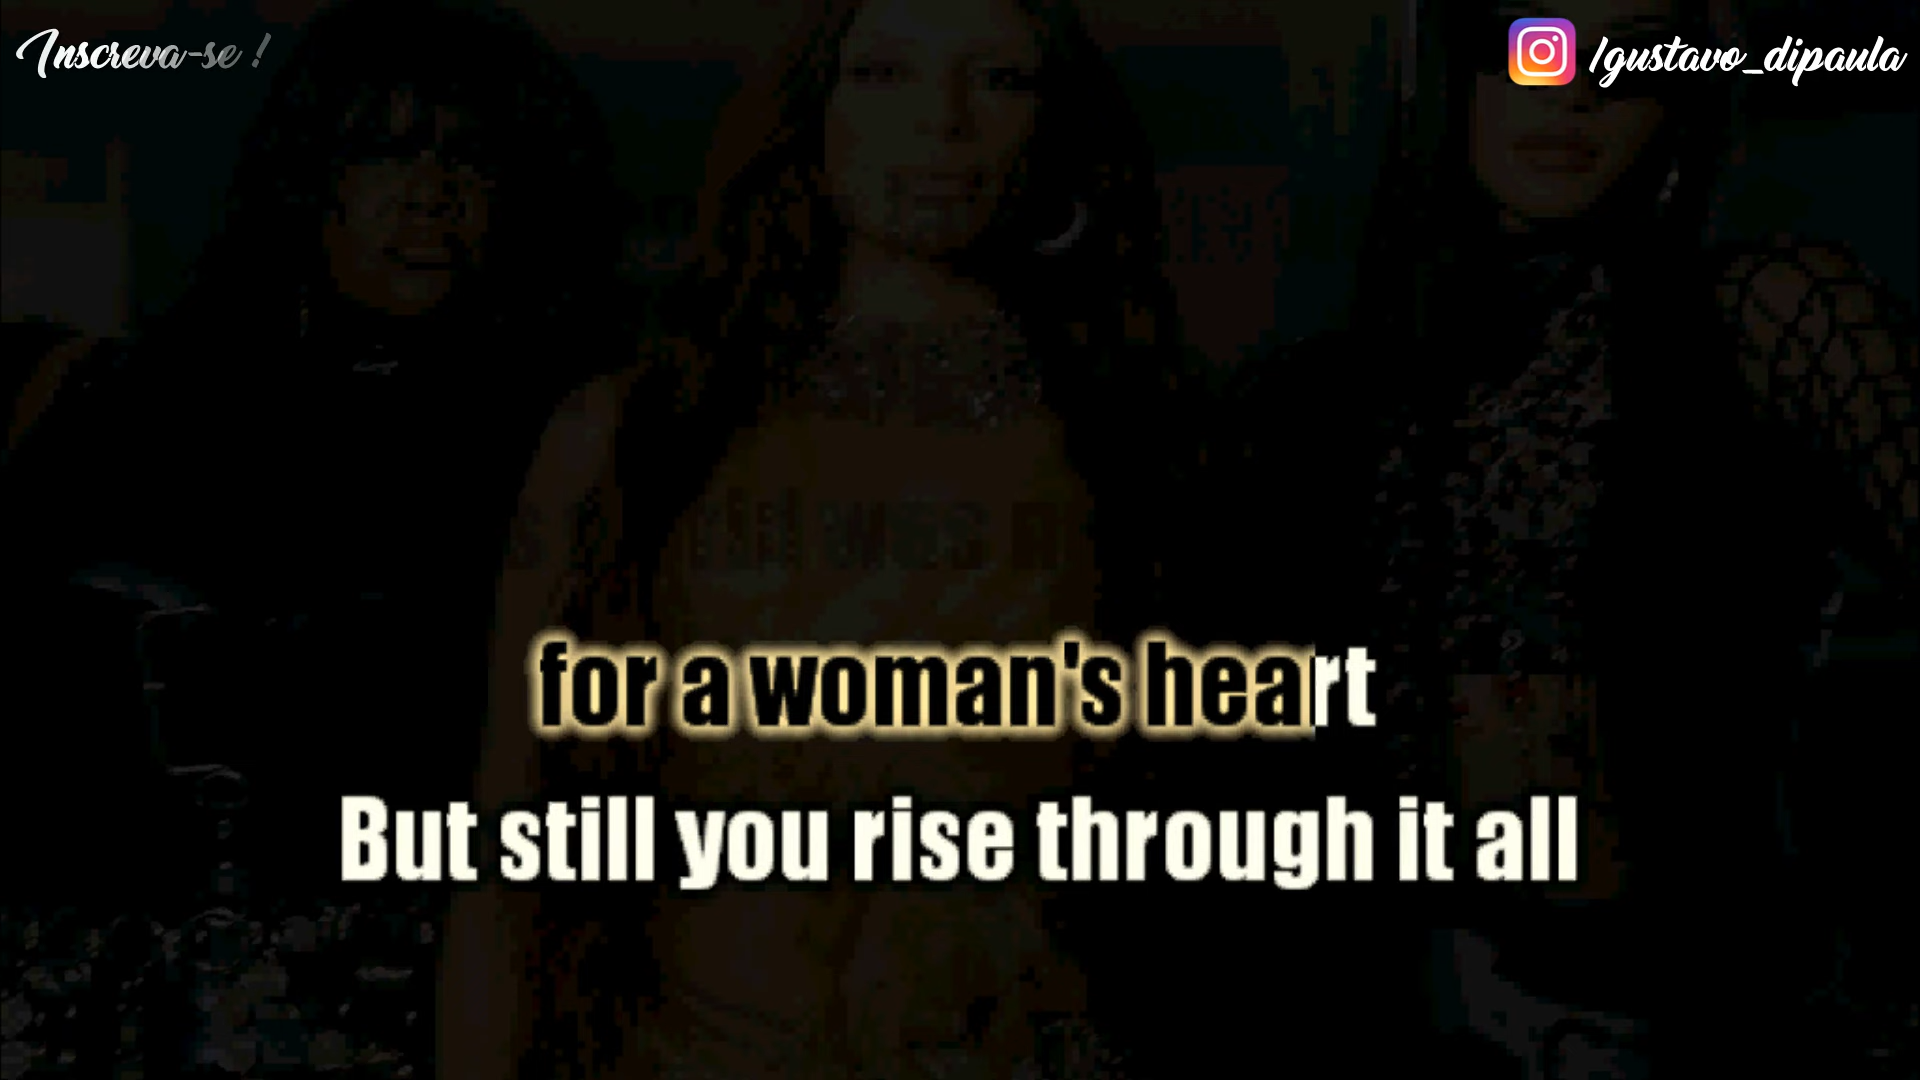 Inscreva-se !
/gustavo_dipaula
for a woman's heart
But still you rise through it all